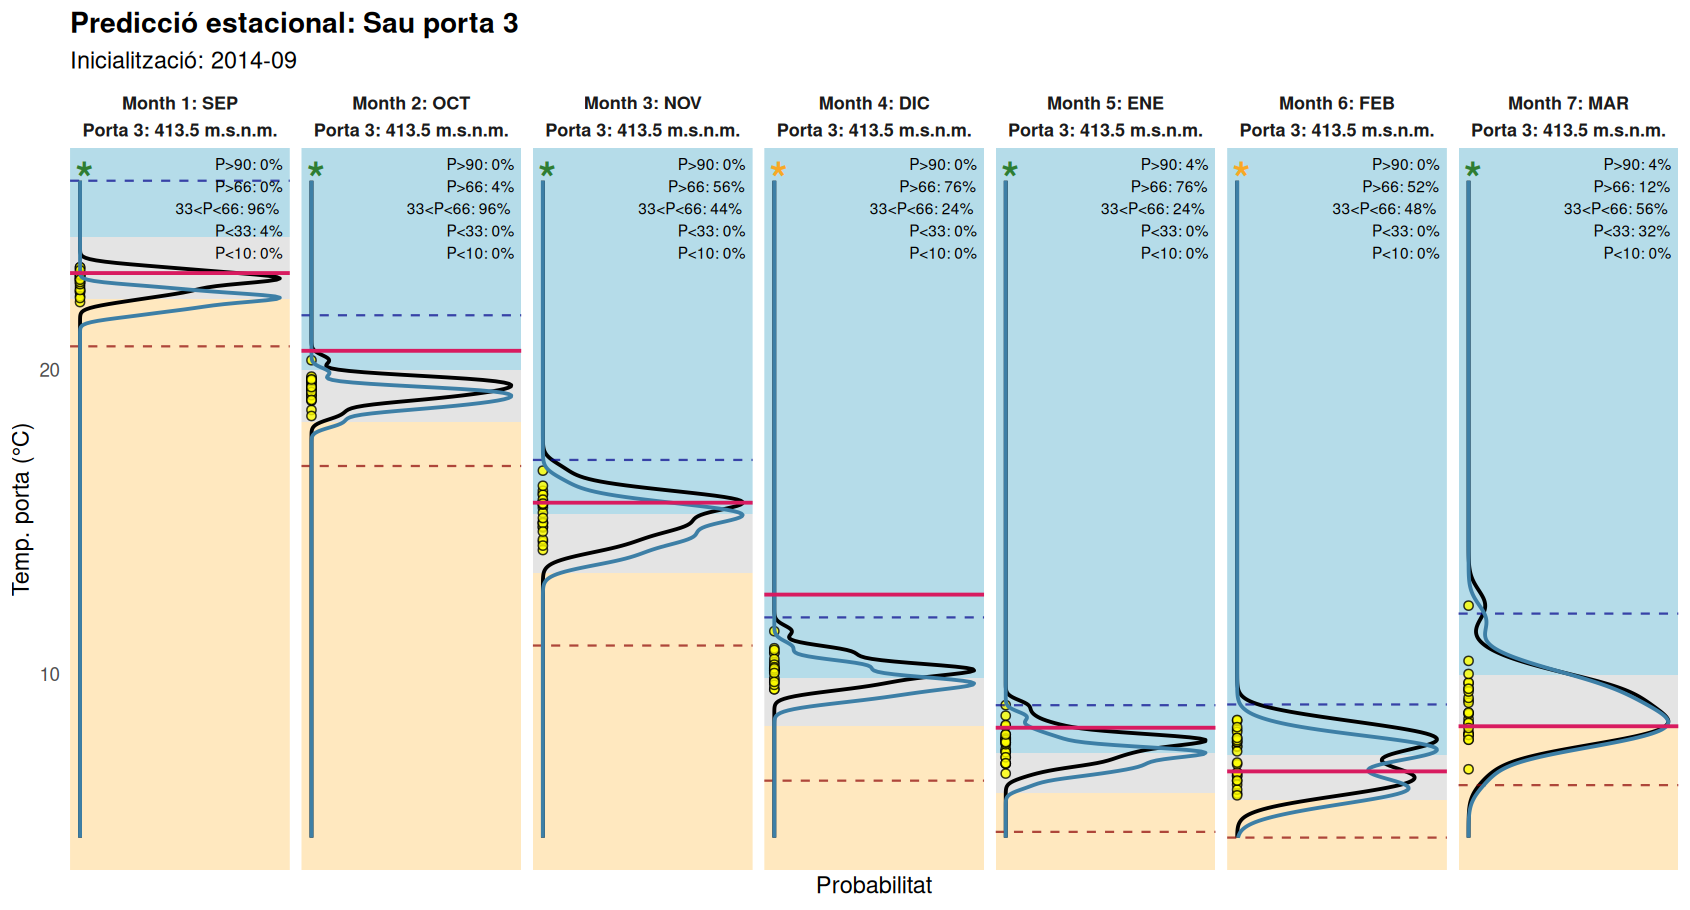 Predicció estacional: Sau porta 3
Inicialització: 2014-09
Month 1: SEP
Porta 3: 413.5 m.s.n.m.
Month 2: OCT
Porta 3: 413.5 m.s.n.m.
Month 3: NOV
Porta 3: 413.5 m.s.n.m.
Month 4: DIC
Porta 3: 413.5 m.s.n.m.
Month 5: ENE
Porta 3: 413.5 m.s.n.m.
Month 6: FEB
Porta 3: 413.5 m.s.n.m.
Month 7: MAR
Porta 3: 413.5 m.s.n.m.
*
P>90: 0%
P>66: 0%
33<P<66: 96%
P<33: 4%
P<10: 0%
*
P>90: 0%
P>66: 4%
33<P<66: 96%
P<33: 0%
P<10: 0%
*
P>90: 0%
P>66: 56%
33<P<66: 44%
P<33: 0%
P<10: 0%
*
P>90: 0%
P>66: 76%
33<P<66: 24%
P<33: 0%
P<10: 0%
*
P>90: 4%
P>66: 76%
33<P<66: 24%
P<33: 0%
P<10: 0%
*
P>90: 0%
P>66: 52%
33<P<66: 48%
P<33: 0%
P<10: 0%
*
P>90: 4%
P>66: 12%
33<P<66: 56%
P<33: 32%
P<10: 0%
Temp. porta (°C)
20
10
Probabilitat